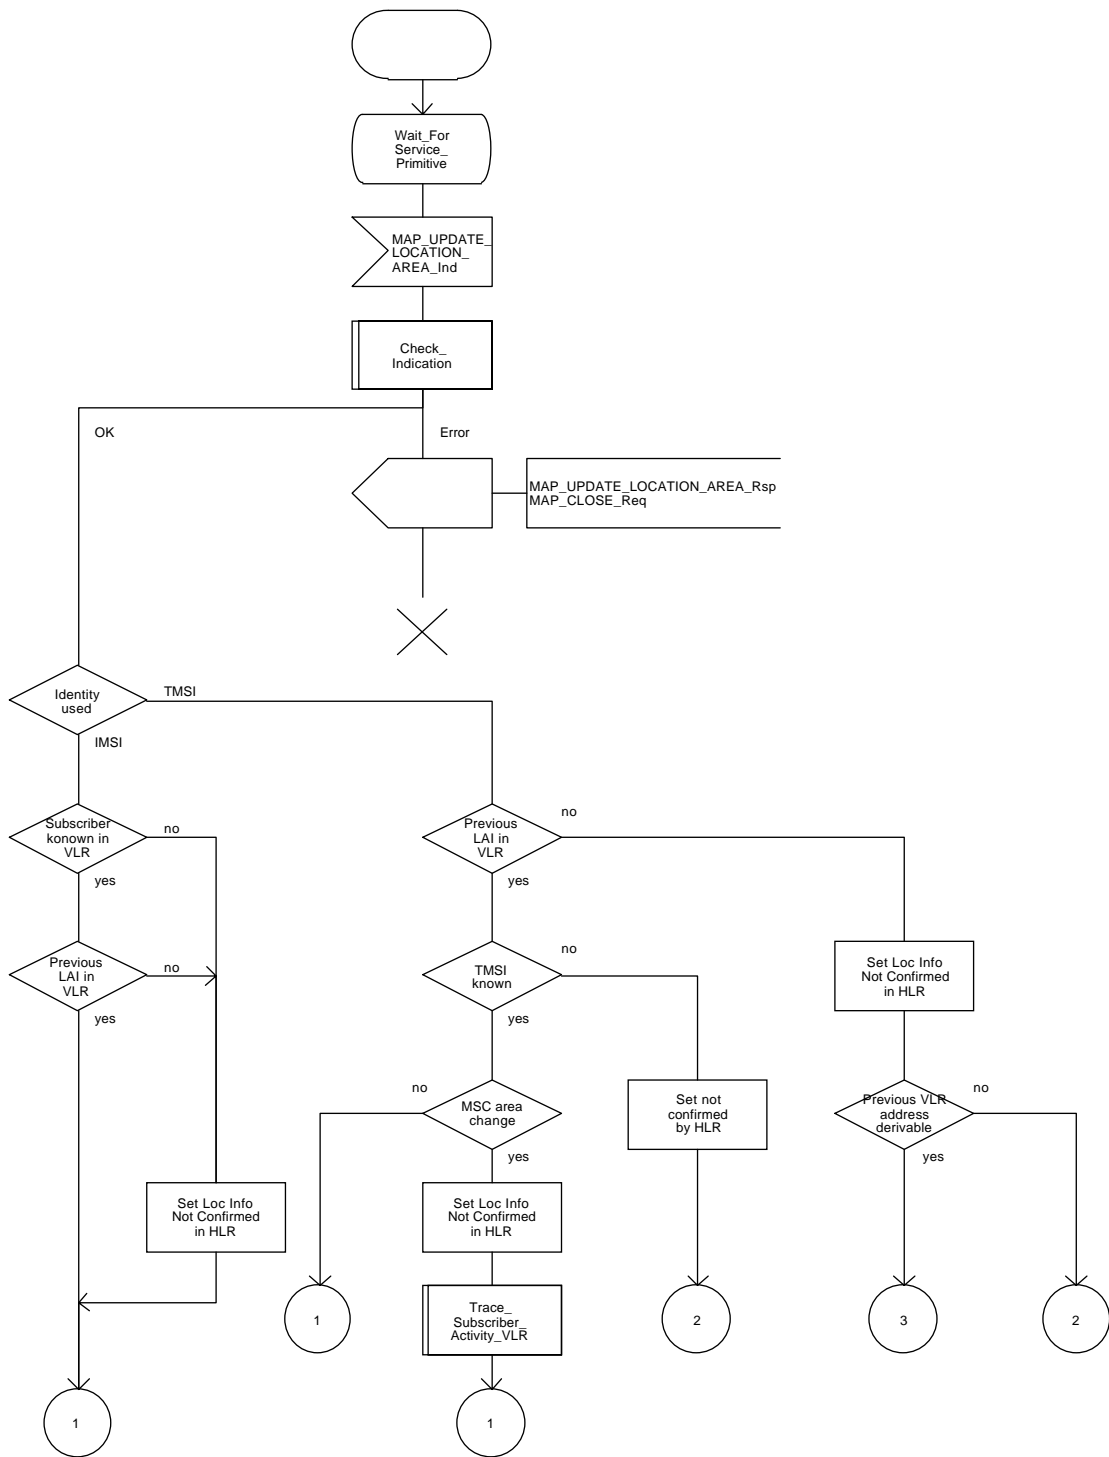 Wait_For
Service_
Primitive
MAP_UPDATE_
LOCATION_
AREA_Ind
Check_
Indication
OK
Error
MAP_UPDATE_LOCATION_AREA_Rsp
MAP_CLOSE_Req
Identity
used
TMSI
IMSI
Subscriber
konown in
VLR
no
yes
Previous
LAI in
VLR
no
yes
Previous
LAI in
VLR
no
yes
TMSI
known
no
yes
Set Loc Info
Not Confirmed
in HLR
MSC area
change
no
yes
Set not
confirmed
by HLR
Previous VLR
address
derivable
no
yes
Set Loc Info
Not Confirmed
in HLR
Set Loc Info
Not Confirmed
in HLR
1
Trace_
Subscriber_
Activity_VLR
2
3
2
1
1